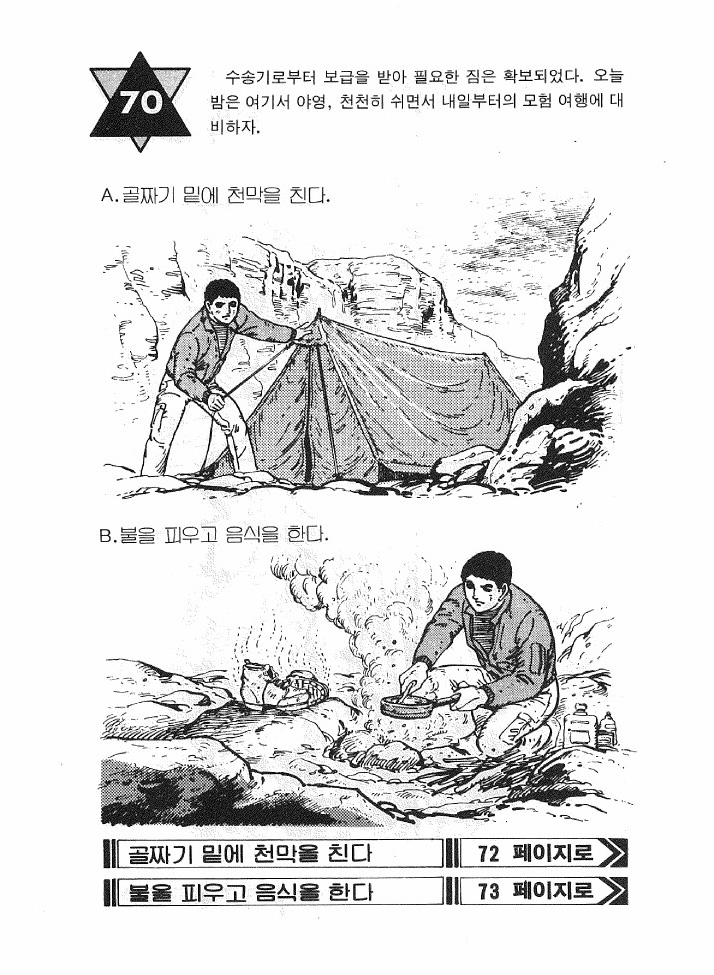 70
수송기로부터 보급을 받아 필요한 짐은 확보되었다. 오늘
밤은 여기서 야영, 천천히 쉬면서 내일부터의 모험 여행에 대
비하자.
A. 골짜기 밑에 천막을 친다.
B. 불을 피우고 음식을 한다.
골짜기 밑에 천막을 친다
72 페이지로
불을 피우고 음식을 한다
73 페이지로